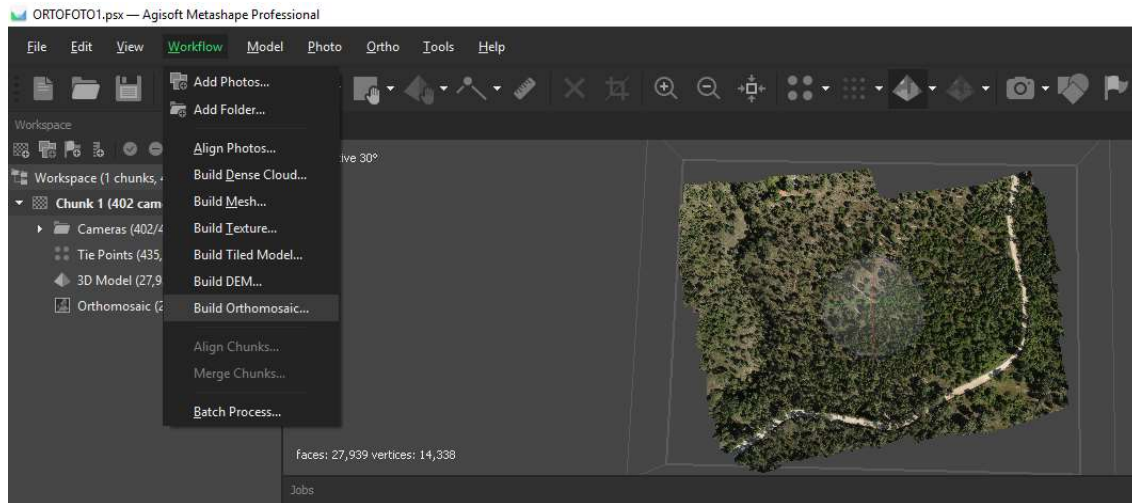 ORTOFOTO1.psx — Agisoft Metashape Professional
File Edit View Workflow Model Photo Ortho Tools Help
Add Photos...
Add Folder...
Workspace
Align Photos...
30°
Workspace (1 chunks,
Build Dense Cloud...
Chunk 1 (402
Build Mesh...
Cameras (402/4
Build Texture...
Tie Points (435,
Build Tiled Model...
3D Model (27,9
Build DEM...
Orthomosaic (2
Build Orthomosaic...
Align Chunks...
Merge Chunks...
Batch Process...
faces: 27,939 vertices: 14,338
Jobs